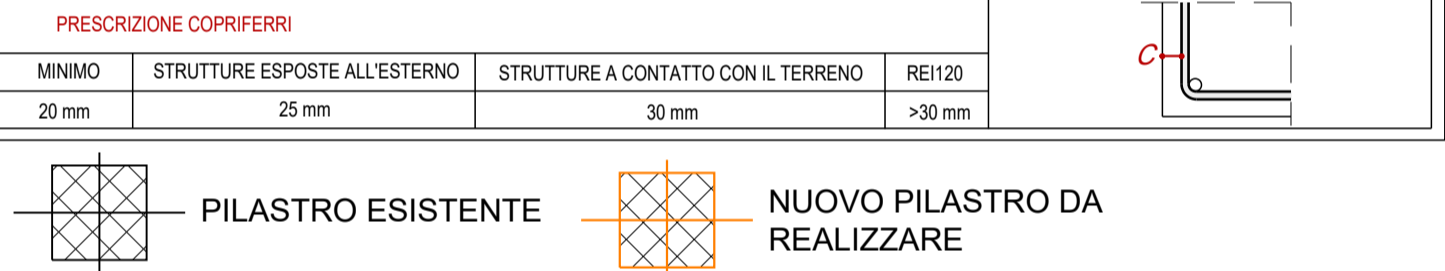 PRESCRIZIONE COPRIFERRI
MINIMO STRUTTURE ESPOSTE ALL'ESTERNO STRUTTURE A CONTATTO CON IL TERRENO REI120
20 mm 25 mm 30 mm >30 mm
C
PILASTRO ESISTENTE
NUOVO PILASTRO DA
REALIZZARE